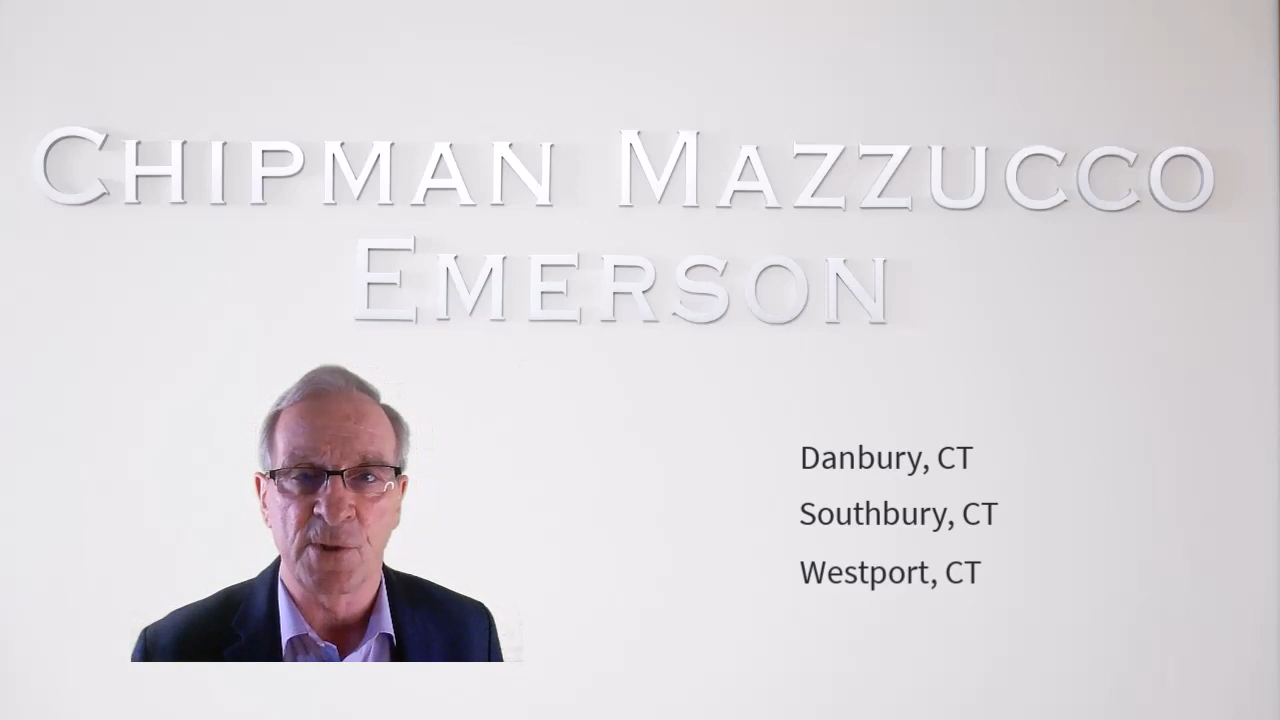 CHIPMAN MAZZUCCO
EMERSON
Danbury, CT
Southbury, CT
Westport, CT